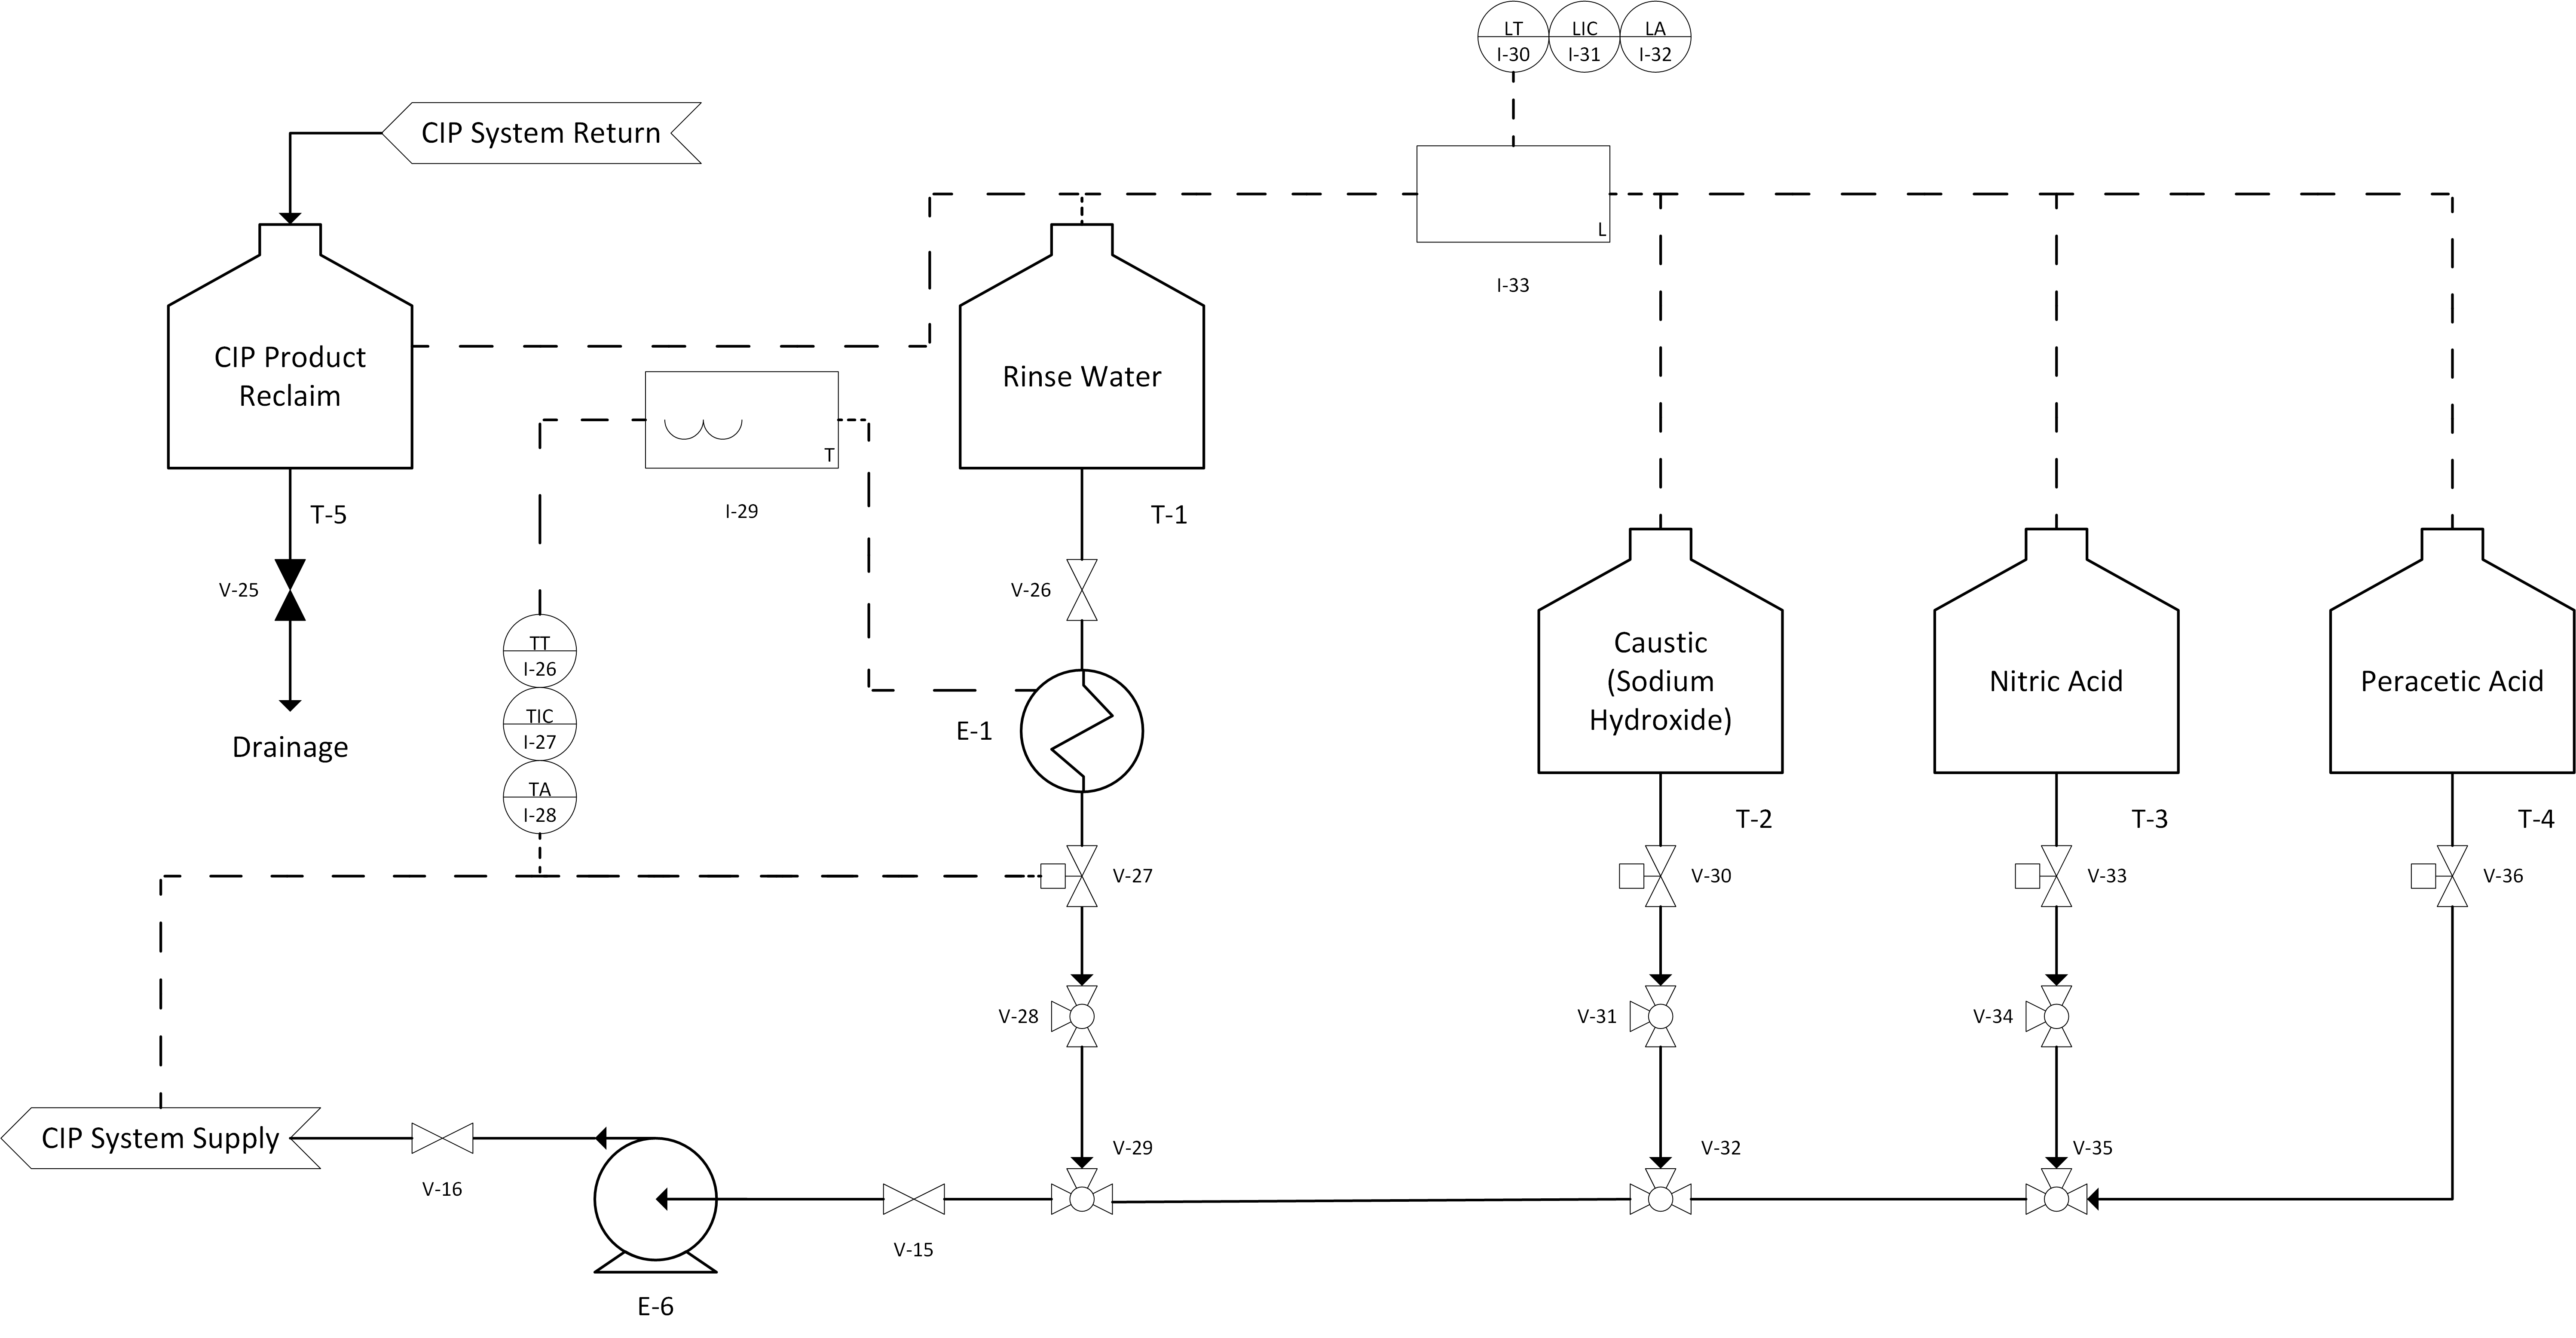 LT
I-30
LIC
I-31
LA
I-32
CIP System Return
L
I-33
CIP Product
Reclaim
T-5
T
I-29
Rinse Water
T-1
V-25
Drainage
V-26
TT
I-26
TIC
I-27
TA
I-28
E-1
Caustic
(Sodium
Hydroxide)
T-2
Nitric Acid
T-3
Peracetic Acid
T-4
V-27
V-30
V-33
V-36
V-28
V-31
V-34
CIP System Supply
V-16
V-29
V-32
V-35
V-15
E-6